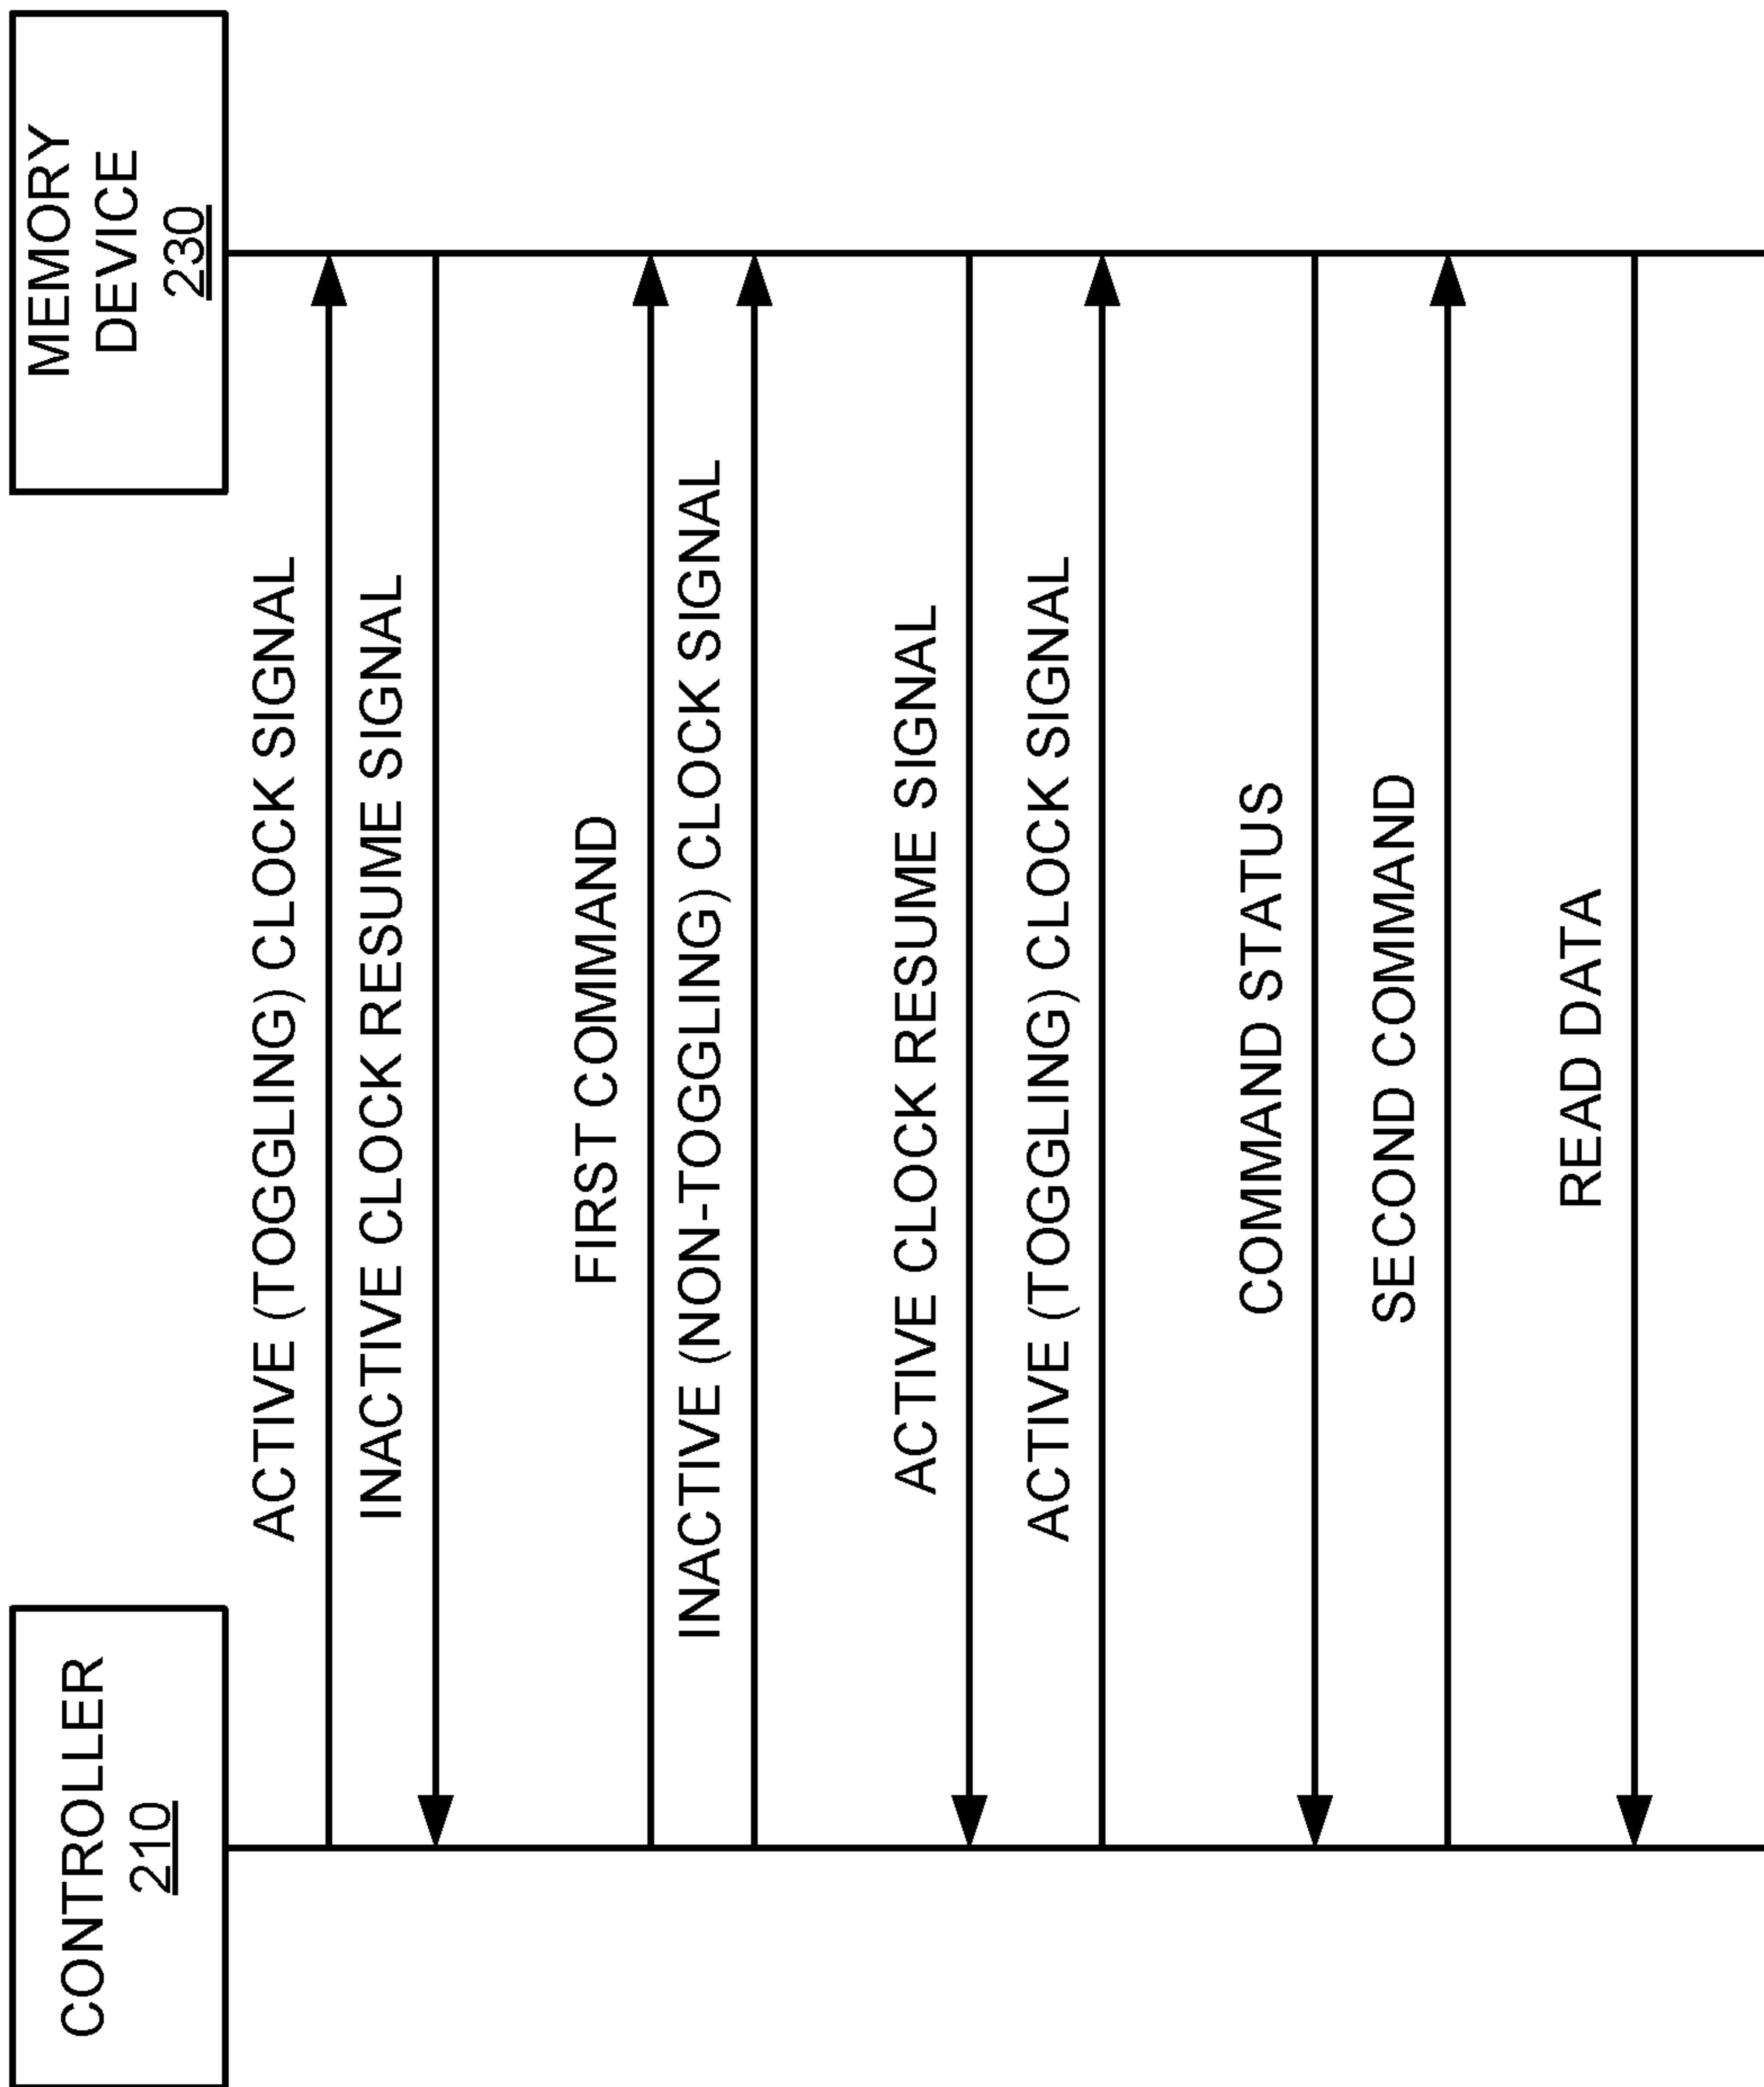 CONTROLLER
210
MEMORY
DEVICE
230
ACTIVE (TOGGLING) CLOCK SIGNAL
INACTIVE CLOCK RESUME SIGNAL
FIRST COMMAND
INACTIVE (NON-TOGGLING) CLOCK SIGNAL
ACTIVE CLOCK RESUME SIGNAL
ACTIVE (TOGGLING) CLOCK SIGNAL
COMMAND STATUS
SECOND COMMAND
READ DATA